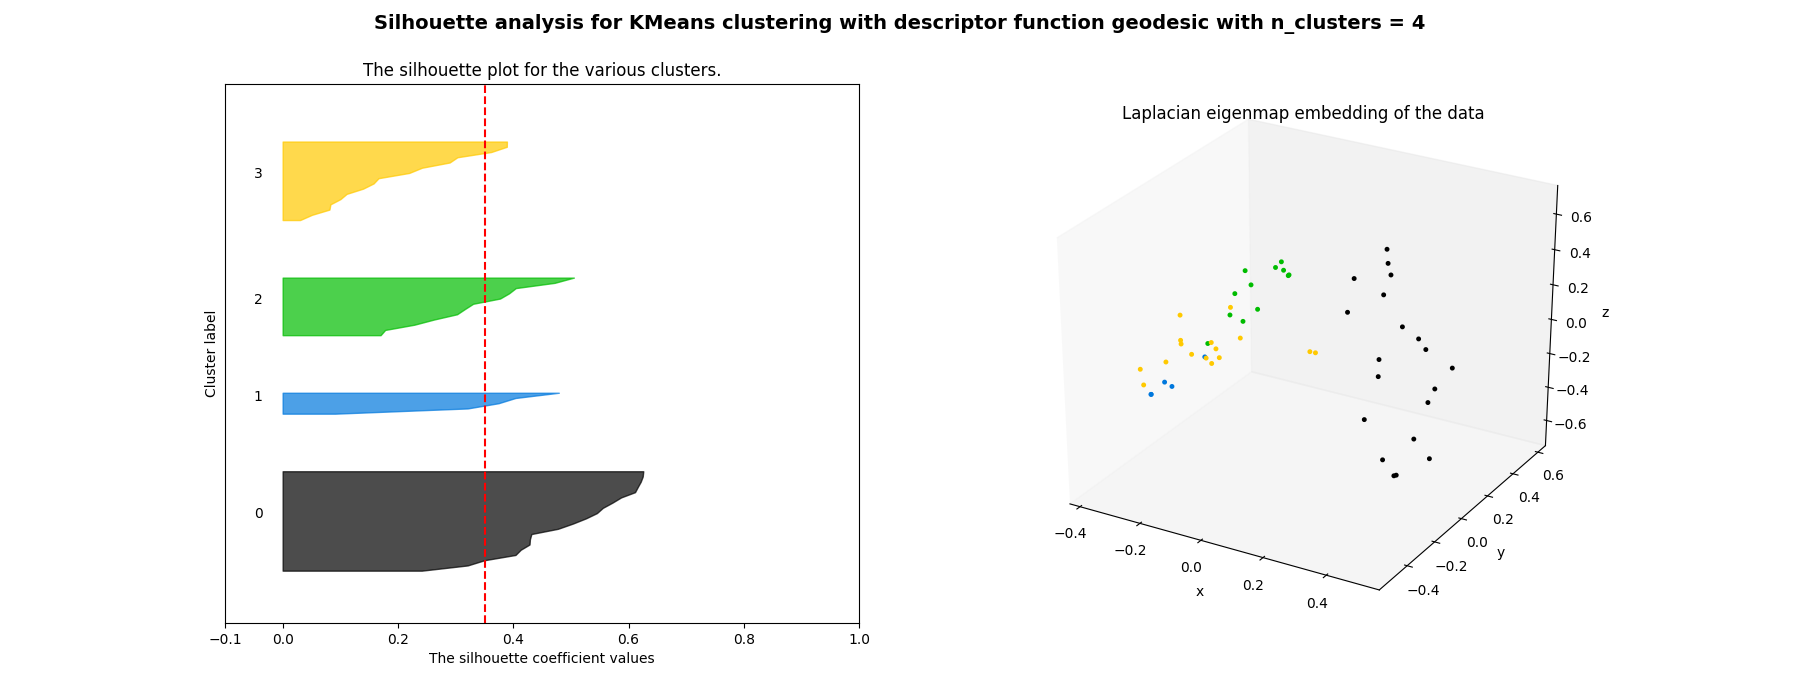 Silhouette analysis for KMeans clustering with descriptor function geodesic with n_clusters = 4
The silhouette plot for the various clusters.
3
2
1
0
Cluster label
−0.1 0.0 0.2 0.4 0.6 0.8 1.0
The silhouette coefficient values
Laplacian eigenmap embedding of the data
0.6
0.4
0.2
0.0
−0.2
−0.4
−0.6
z
0.6
0.4
0.2
0.0
−0.2
−0.4
y
−0.4
−0.2
0.0
0.2
0.4
x